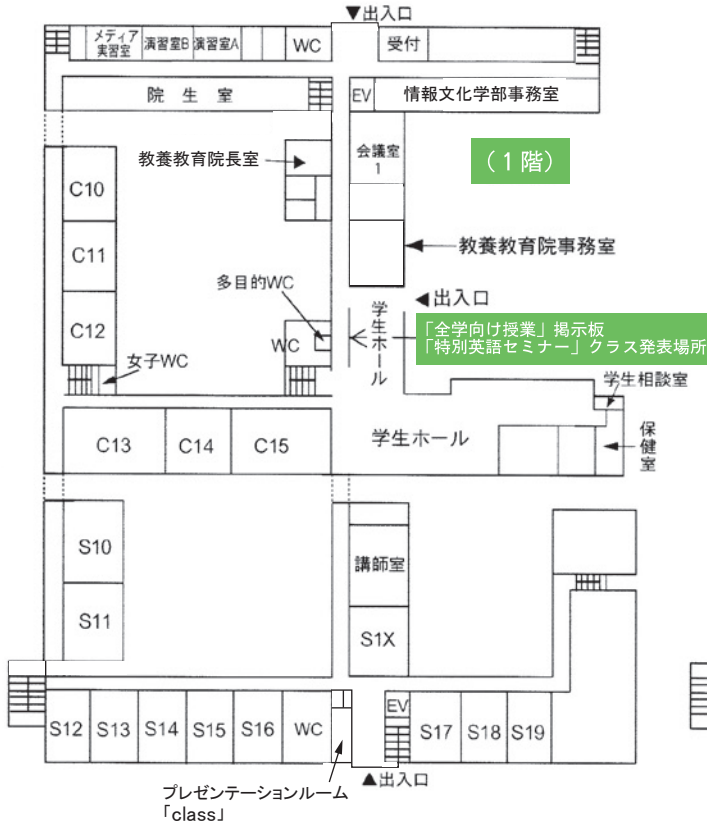 ▼出入口
メディア
実習室
演習室B
演習室A
WC
受付
院生室
EV
情報文化学部事務室
会議室
1
(1階)
教養教育院長室
C10
C11
C12
教養教育院事務室
多目的WC
◀出入口
学生ホール
「全学向け授業」掲示板
「特別英語セミナー」クラス発表場所
WC
女子WC
学生相談室
C13
C14
C15
学生ホール
保健室
S10
S11
講師室
S1X
S12
S13
S14
S15
S16
WC
EV
S17
S18
S19
▲出入口
プレゼンテーションルーム
「class」